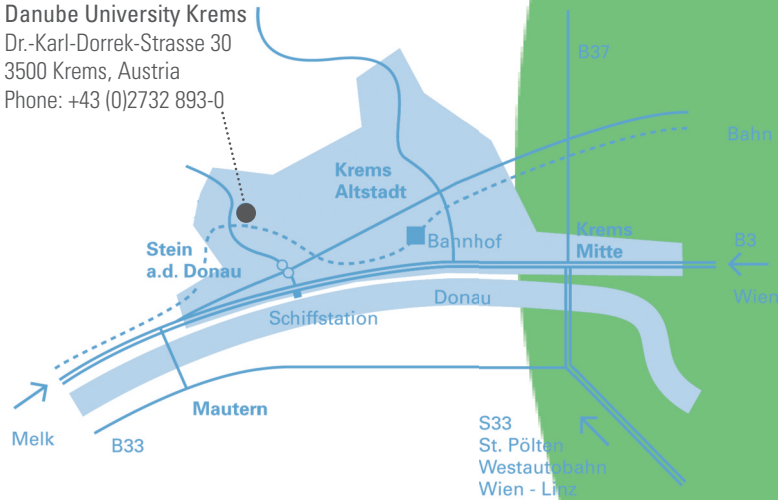 Danube University Krems
Dr.-Karl-Dorrek-Strasse 30
3500 Krems, Austria
Phone: +43 (0)2732 893-0
B37
Bahn
Krems
Altstadt
Bahnhof
Krems
Mitte
B3
Wien
Stein
a.d. Donau
Donau
Schiffstation
Mautern
Melk
B33
S33
St. Pölten
Westautobahn
Wien - Linz